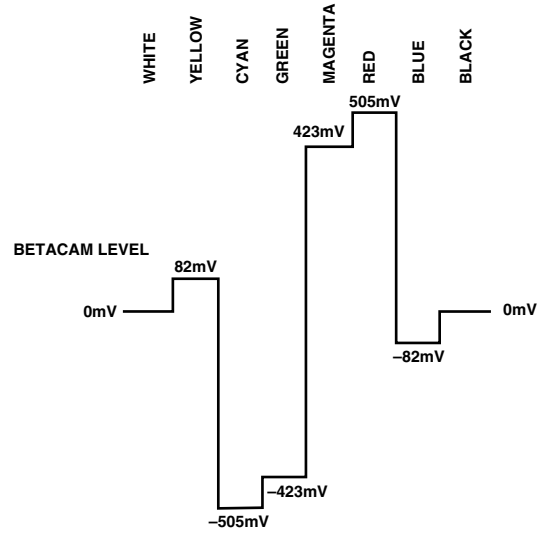 WHITE
YELLOW
CYAN
GREEN
MAGENTA
RED
BLUE
BLACK
505mV
423mV
BETACAM LEVEL
82mV
0mV
0mV
–82mV
–423mV
–505mV